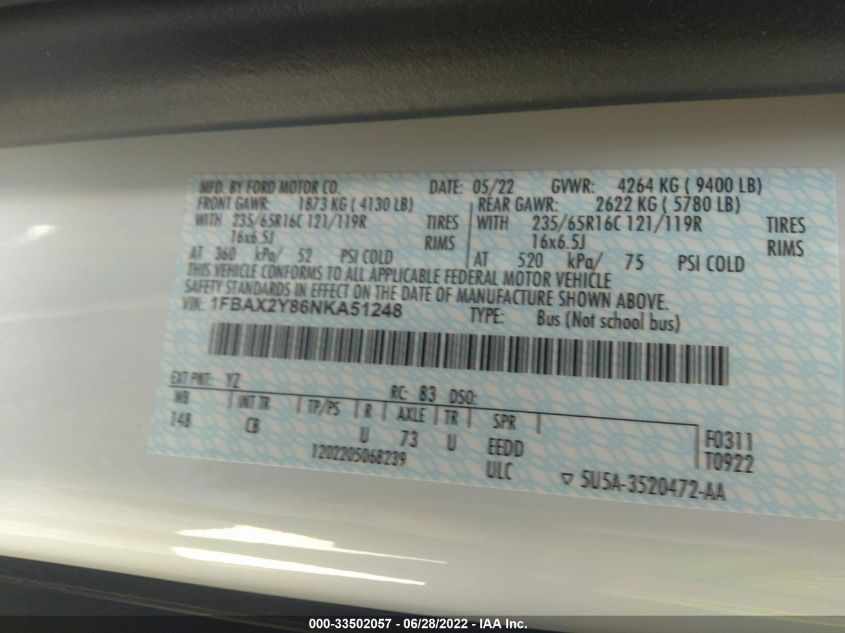 MFD. BY FORD MOTOR CO. DATE: 05/22 GVWR: 4264 KG ( 9400 LB)
FRONT GAWR: 1873 KG ( 4130 LB) REAR GAWR: 2622 KG ( 5780 LB)
WITH 235/65R16C 121/119R TIRES WITH 235/65R16C 121/119R TIRES
16x6.5J RIMS 16x6.5J RIMS
AT 360 kPa/ 52 PSI COLD AT 520 kPa/ 75 PSI COLD
THIS VEHICLE CONFORMS TO ALL APPLICABLE FEDERAL MOTOR VEHICLE
SAFETY STANDARDS IN EFFECT ON THE DATE OF MANUFACTURE SHOWN ABOVE.
VIN: 1FBAX2Y86NKA51248 TYPE: Bus (Not school bus)
EXT PNT: YZ RC: 83 DSO:
WB INT TR TP/PS R AXLE TR SPR
148 CB U 73 U EEDD F0311
1202205068239 ULC T0922
▽ 5U5A-3520472-AA
000-33502057 - 06/28/2022 - IAA Inc.